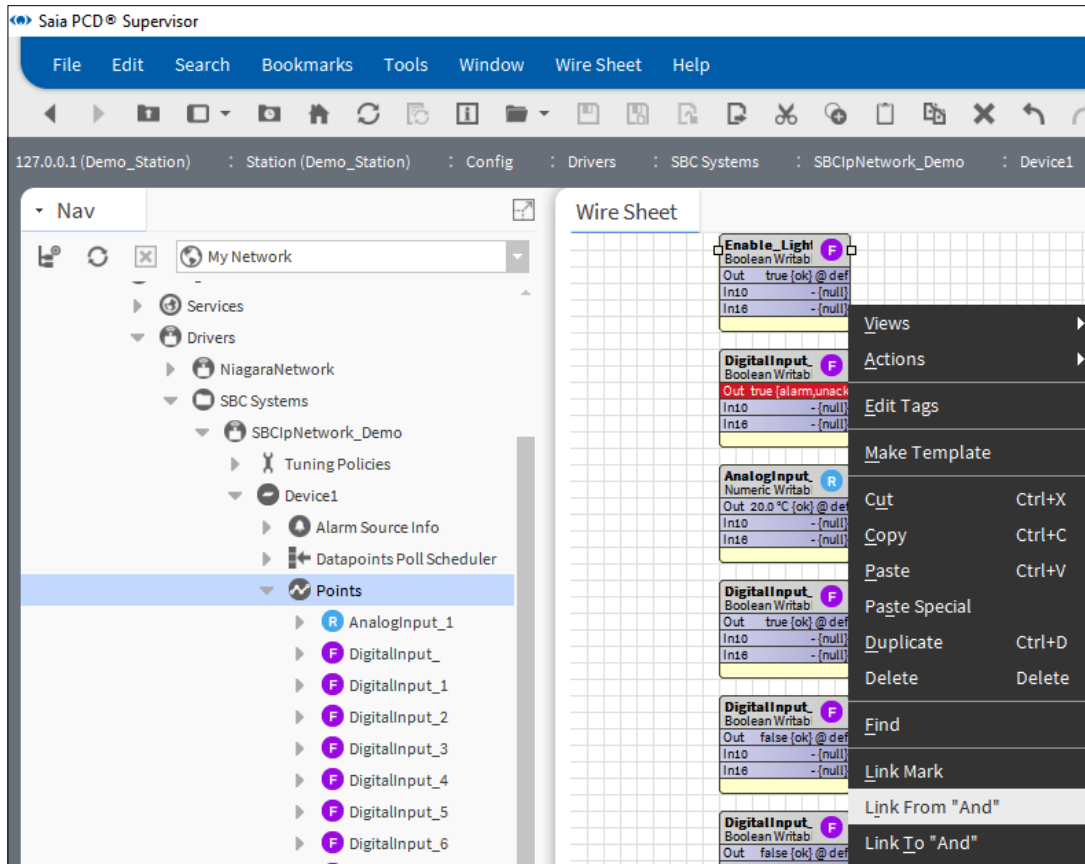 Saia PCD® Supervisor
File Edit Search Bookmarks Tools Window Wire Sheet Help
127.0.0.1 (Demo_Station) : Station (Demo_Station) : Config : Drivers : SBC Systems : SBCIpNetwork_Demo : Device1
Nav
My Network
Services
Drivers
NiagaraNetwork
SBC Systems
SBCIpNetwork_Demo
Tuning Policies
Device1
Alarm Source Info
Datapoints Poll Scheduler
Points
R AnalogInput_1
F DigitalInput_
F DigitalInput_1
F DigitalInput_2
F DigitalInput_3
F DigitalInput_4
F DigitalInput_5
F DigitalInput_6
Wire Sheet
Enable_Light F
Boolean Writab
Out true {ok} @ def
In10 - {null}
In16 - {null}
DigitalInput_ F
Boolean Writab
Out true {alarm,unack
In10 - {null}
In16 - {null}
AnalogInput_ R
Numeric Writab
Out 20.0 °C {ok} @ def
In10 - {null}
In16 - {null}
DigitalInput_ F
Boolean Writab
Out true {ok} @ def
In10 - {null}
In16 - {null}
DigitalInput_ F
Boolean Writab
Out false {ok} @ def
In10 - {null}
In16 - {null}
DigitalInput_ F
Boolean Writab
Out false {ok} @ def
Views
Actions
Edit Tags
Make Template
Cut Ctrl+X
Copy Ctrl+C
Paste Ctrl+V
Paste Special
Duplicate Ctrl+D
Delete Delete
Find
Link Mark
Link From "And"
Link To "And"